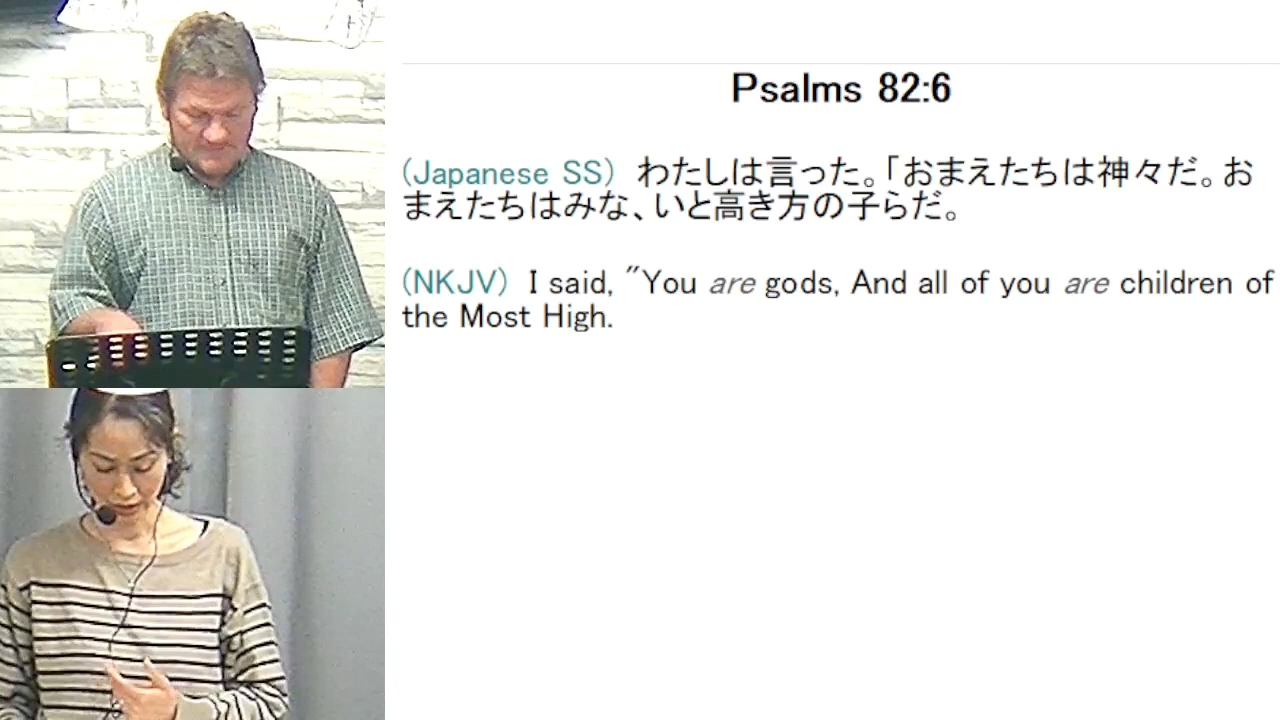 Psalms 82:6
(Japanese SS) わたしは言った。「おまえたちは神々だ。お
まえたちはみな、いと高き方の子らだ。
(NKJV) I said, "You are gods, And all of you are children of
the Most High.